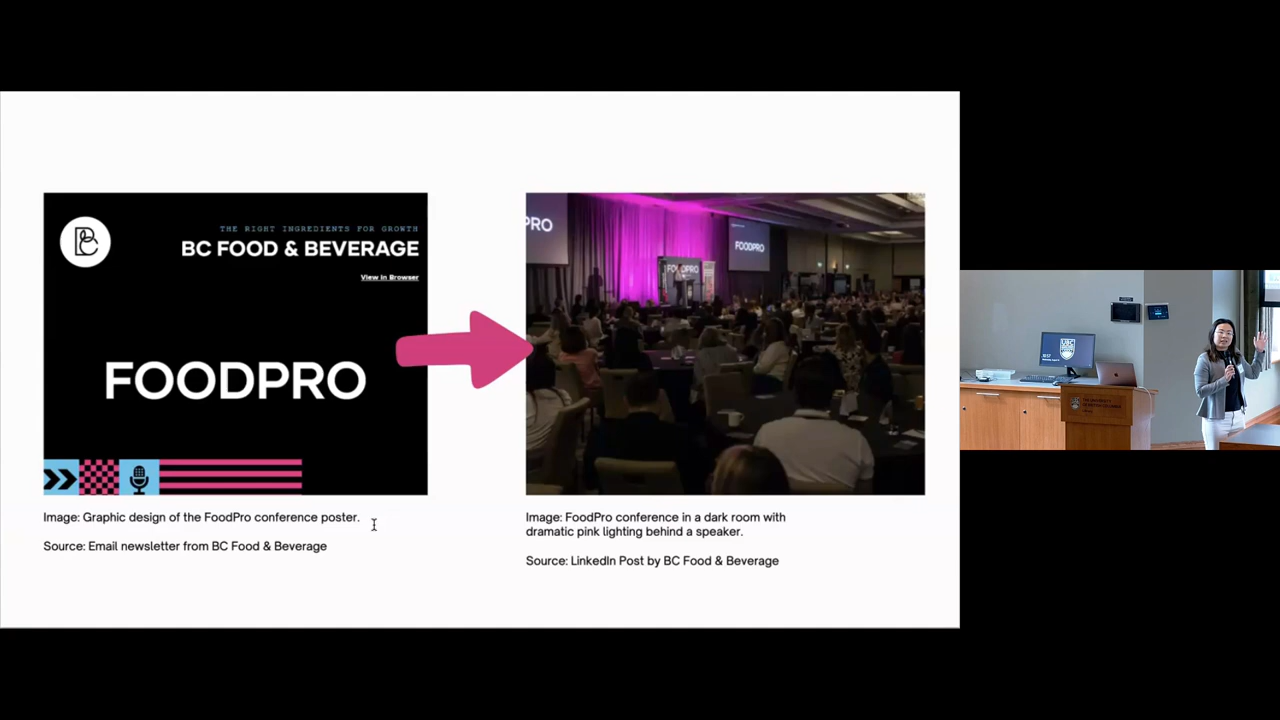 THE RIGHT INGREDIENTS FOR GROWTH
BC FOOD & BEVERAGE
View in Browser
FOODPRO
Image: Graphic design of the FoodPro conference poster.
Source: Email newsletter from BC Food & Beverage
PRO
FOODPRO
FOODPRO
Image: FoodPro conference in a dark room with
dramatic pink lighting behind a speaker.
Source: LinkedIn Post by BC Food & Beverage
UBC